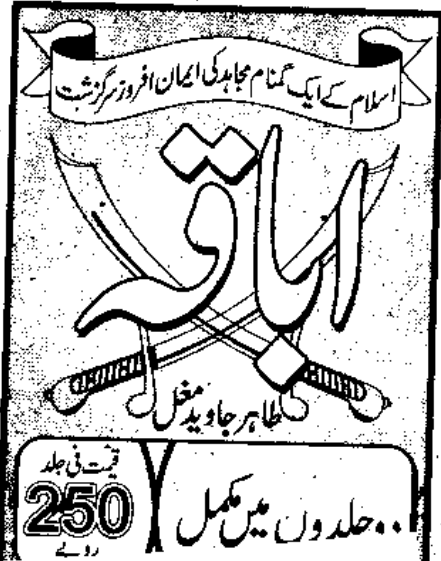 اسلام کے ایک گمنام مجاہد کی ایمان افروز سرگزشت
اباقہ
طاہر جاوید مغل
قیمت فی جلد
250
روپے
جلدوں میں مکمل